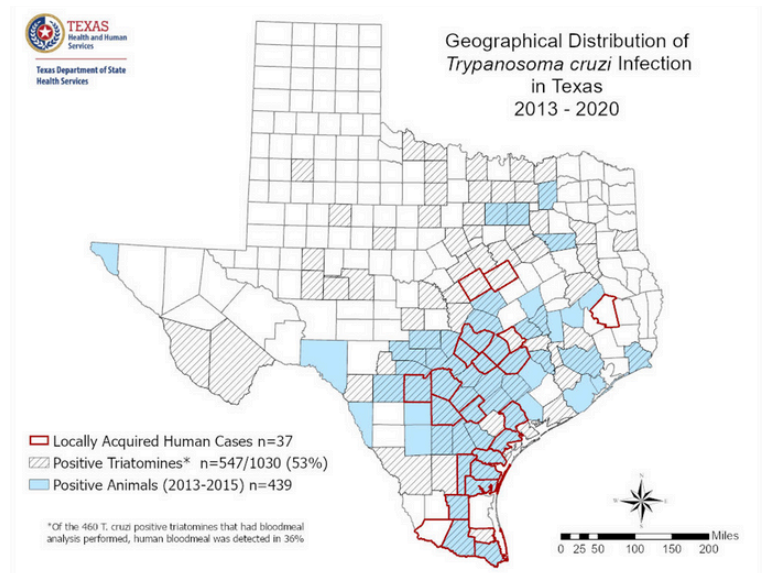 TEXAS
Health and Human
Services
Texas Department of State
Health Services
Geographical Distribution of
Trypanosoma cruzi Infection
in Texas
2013 - 2020
Locally Acquired Human Cases n=37
Positive Triatomines* n=547/1030 (53%)
Positive Animals (2013-2015) n=439
*Of the 460 T. cruzi positive triatomines that had bloodmeal
analysis performed, human bloodmeal was detected in 36%
N
W E
S
Miles
0 25 50 100 150 200